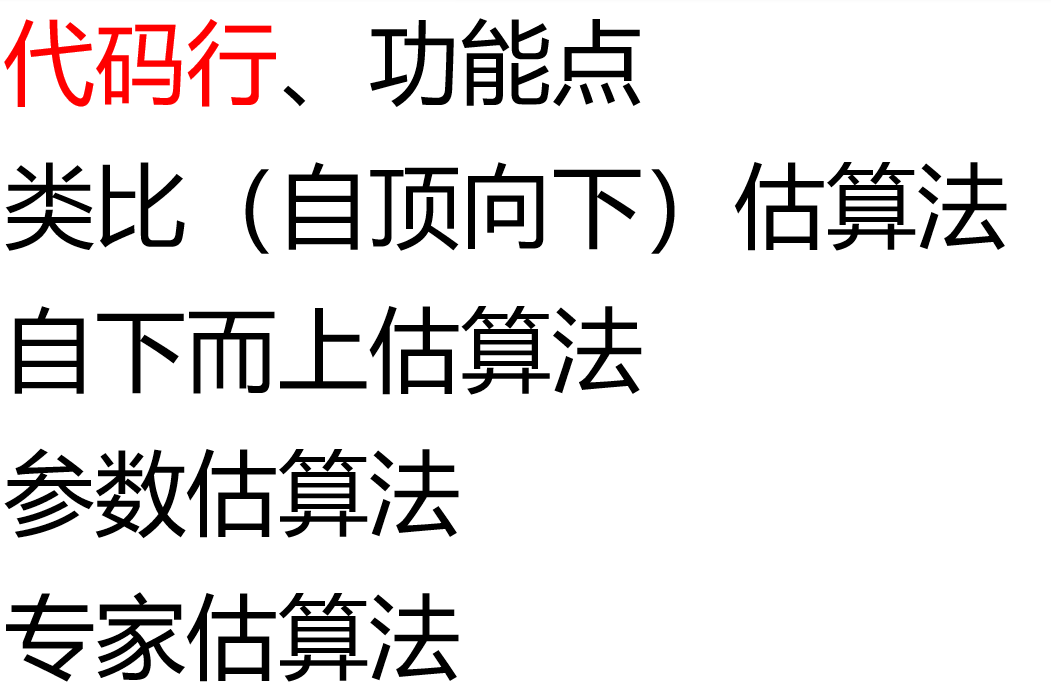 代码行、功能点
类比（自顶向下）估算法
自下而上估算法
参数估算法
专家估算法